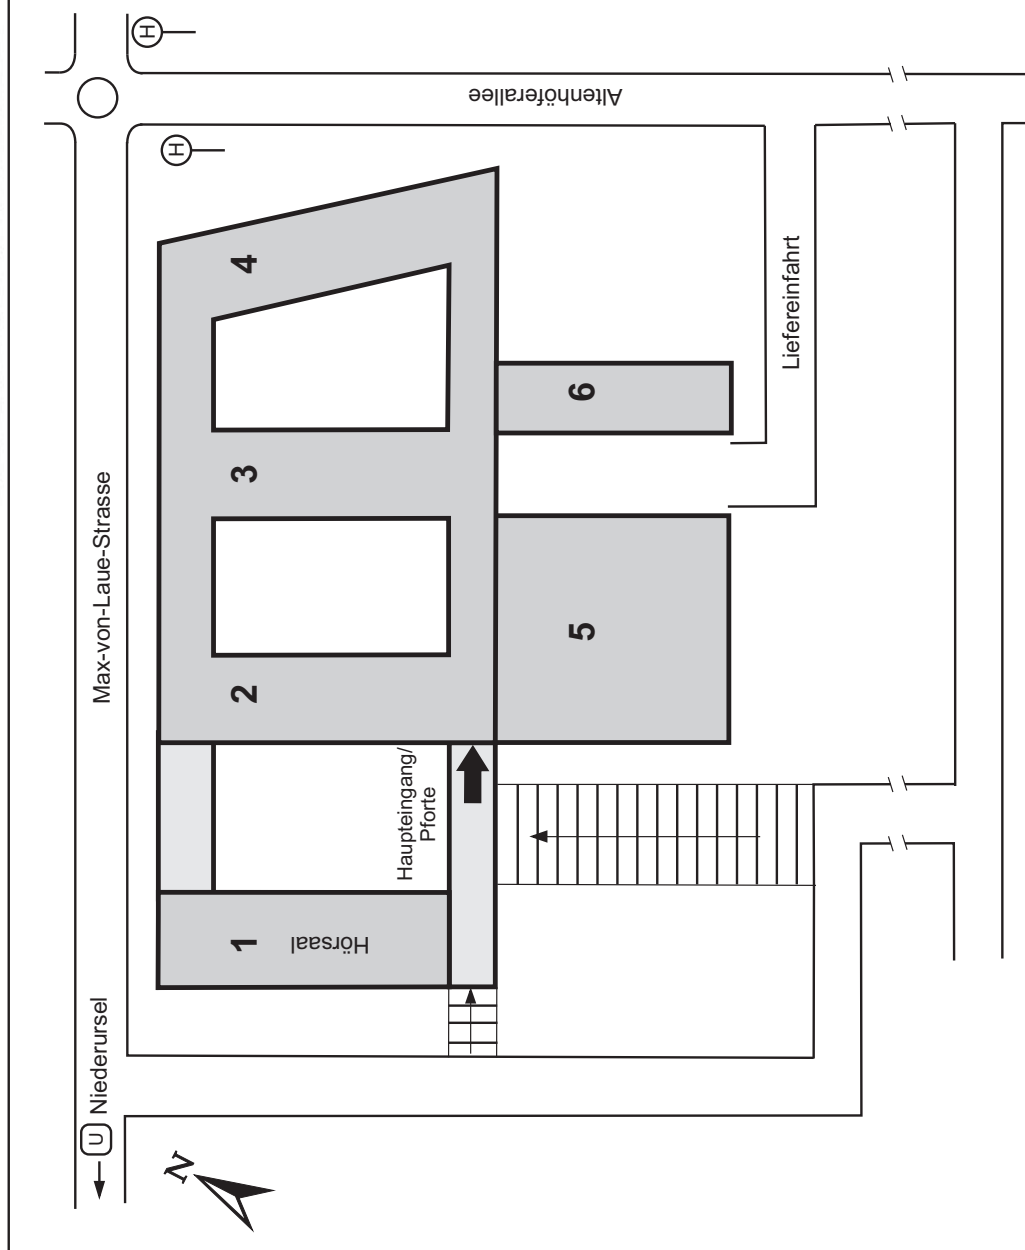 H
Altenhöferallee
H
4
Liefereinfahrt
6
Max-von-Laue-Strasse
3
5
2
Haupteingang/
Pforte
1
Hörsaal
U Niederursel
N